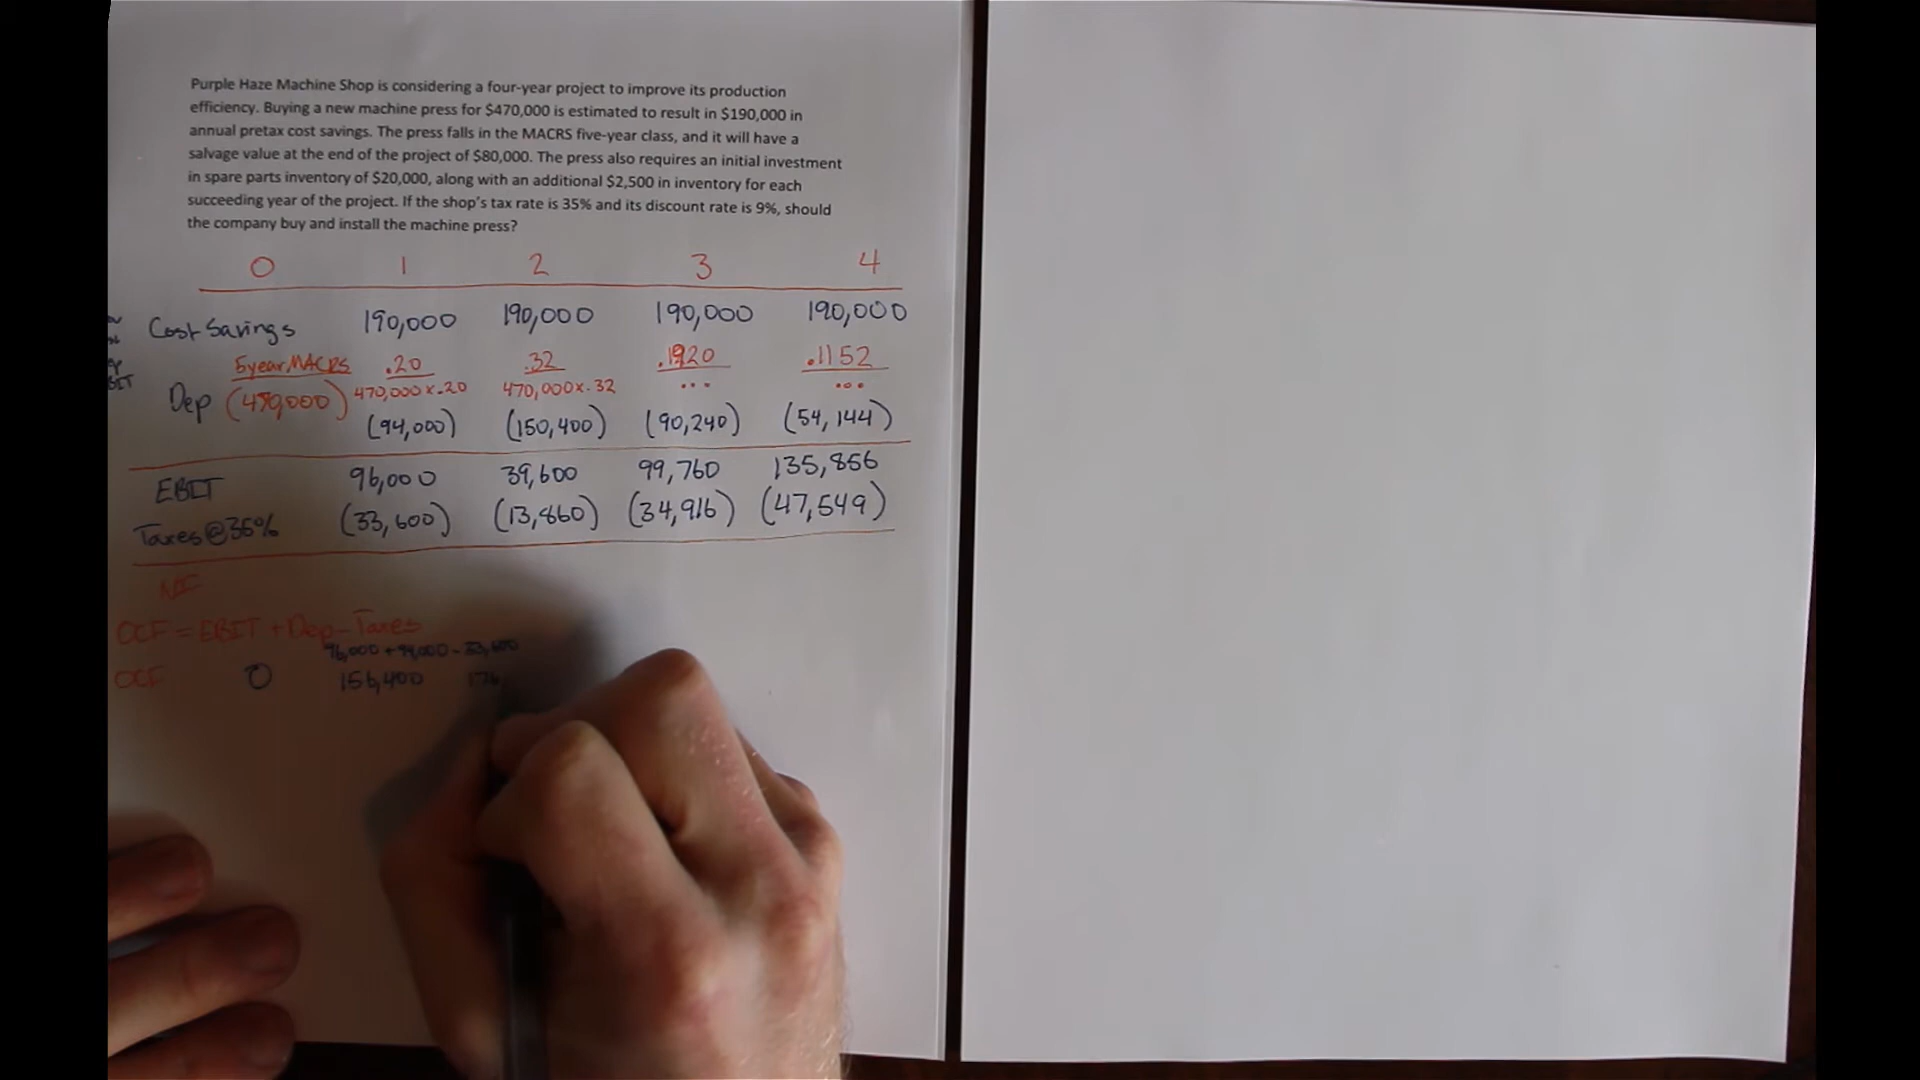 Purple Haze Machine Shop is considering a four-year project to improve its production
efficiency. Buying a new machine press for $470,000 is estimated to result in $190,000 in
annual pretax cost savings. The press falls in the MACRS five-year class, and it will have a
salvage value at the end of the project of $80,000. The press also requires an initial investment
in spare parts inventory of $20,000, along with an additional $2,500 in inventory for each
succeeding year of the project. If the shop's tax rate is 35% and its discount rate is 9%, should
the company buy and install the machine press?
0 1 2 3 4
Cost Savings 190,000 190,000 190,000 190,000
5 year MACRS .20 .32 .1920 .1152
Dep (470,000) 470,000x.20 470,000x.32 ... ...
(94,000) (150,400) (90,240) (54,144)
EBIT 96,000 39,600 99,760 135,856
Taxes@35% (33,600) (13,860) (34,916) (47,549)
NI
OCF = EBIT + Dep - Taxes
96,000 + 94,000 - 33,600
OCF 0 156,400 176